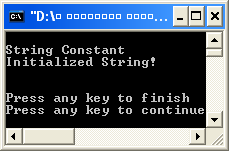 "D:\
String Constant
Initialized String!
Press any key to finish
Press any key to continue